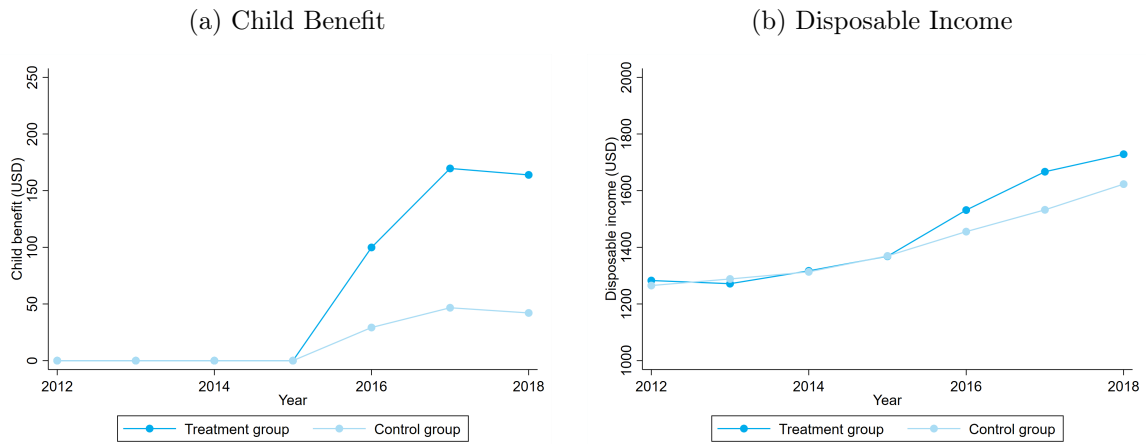 (a) Child Benefit
Child benefit (USD)
250
200
150
100
50
0
2012
2014
2016
2018
Year
Treatment group
Control group
(b) Disposable Income
Disposable income (USD)
2000
1800
1600
1400
1200
1000
2012
2014
2016
2018
Year
Treatment group
Control group